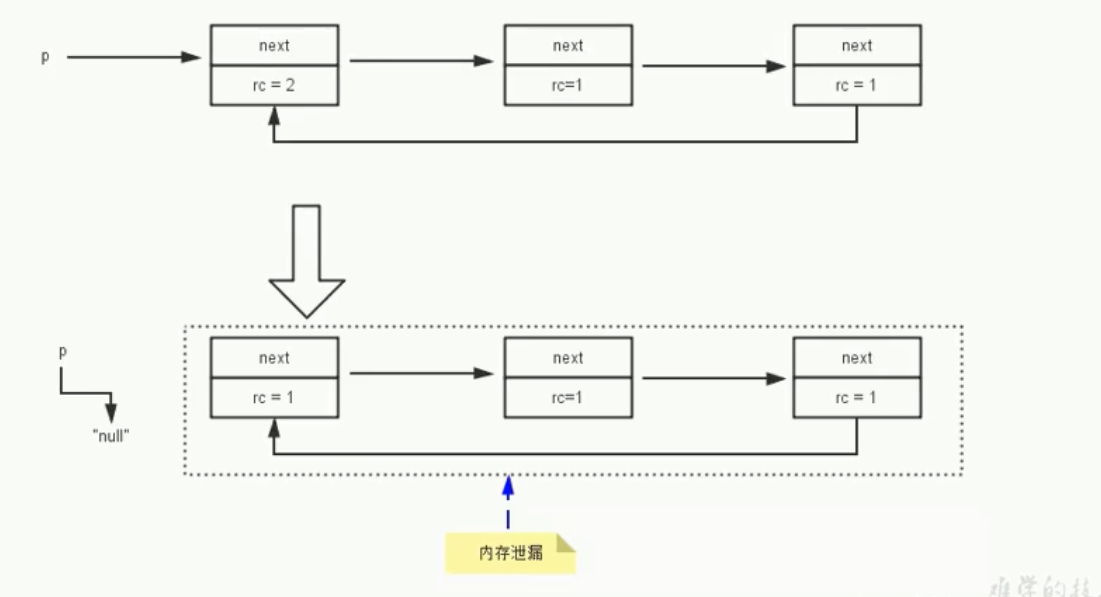 p
next
next
next
rc = 2
rc=1
rc = 1
p
next
next
next
rc = 1
rc=1
rc = 1
"null"
内存泄漏
难学的技